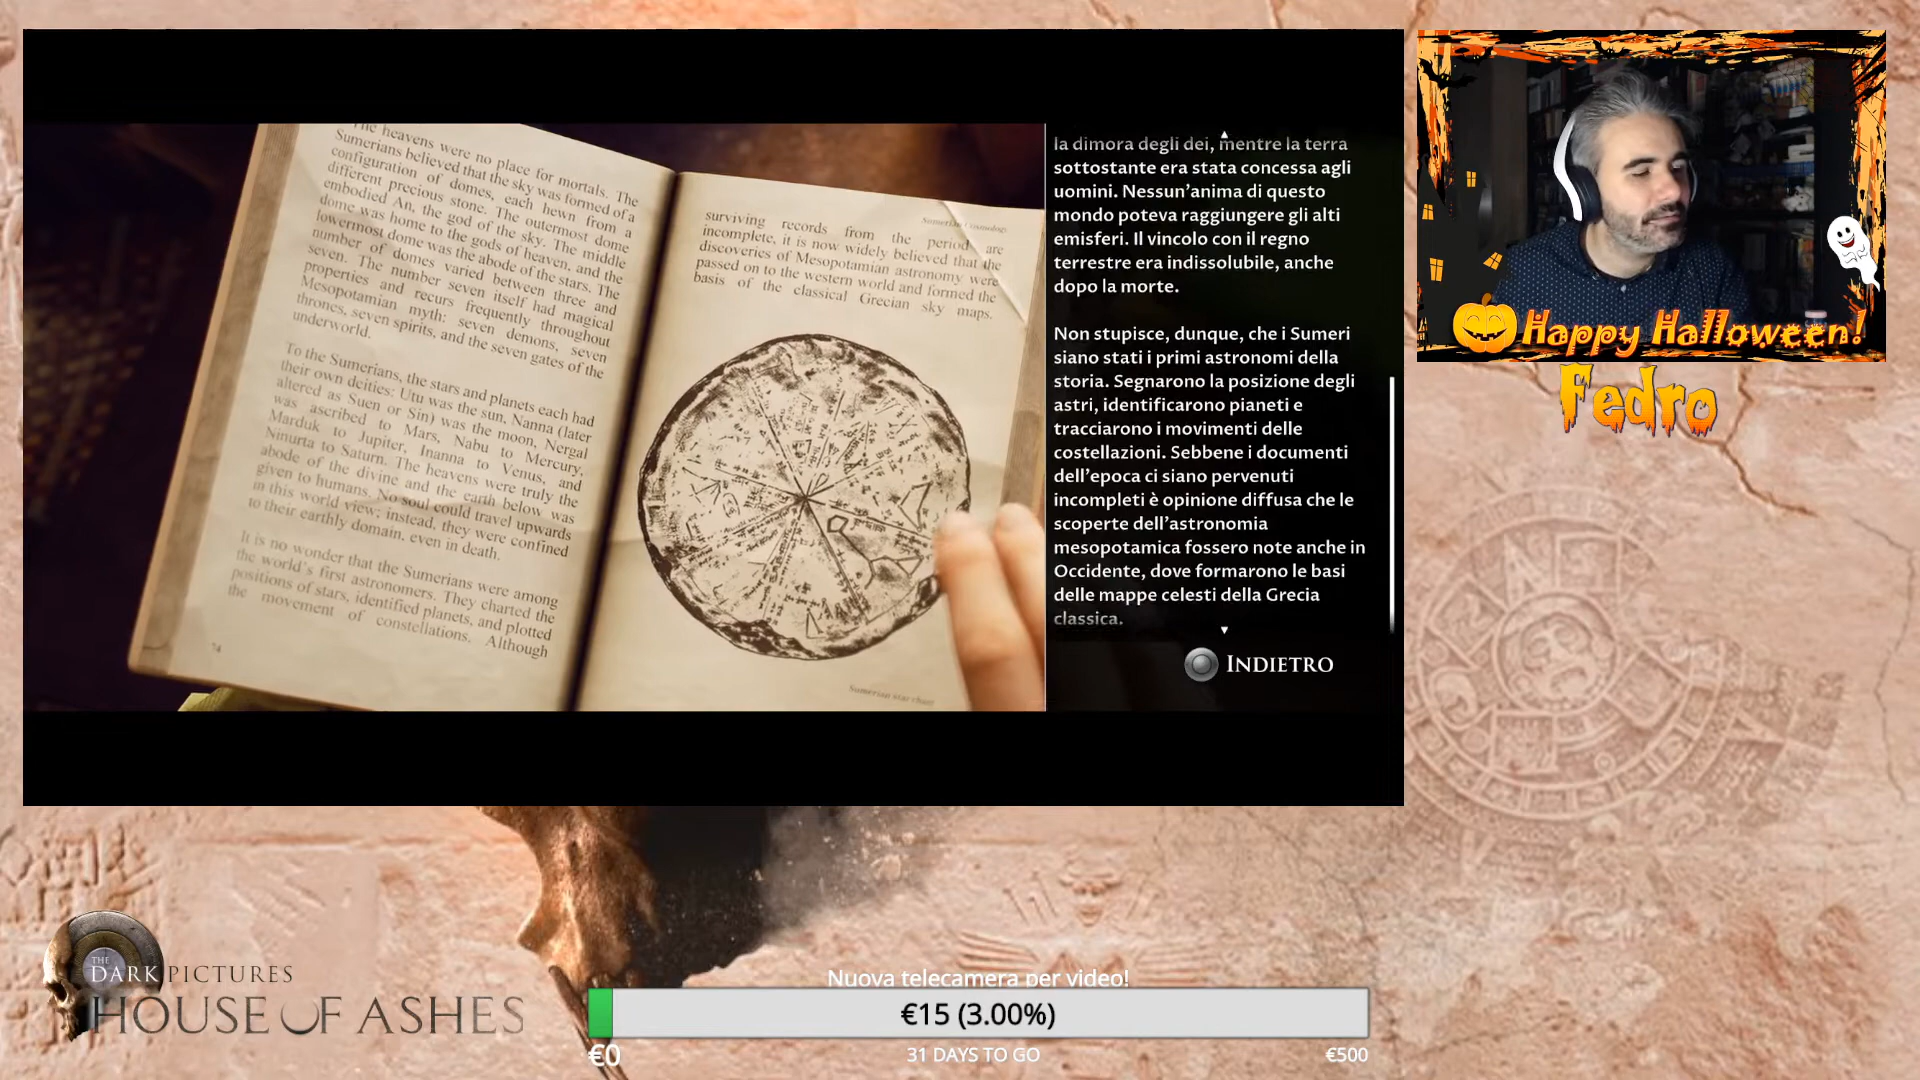 The heavens were no place for mortals. The
Sumerians believed that the sky was formed of a
configuration of domes, each hewn from a
different precious stone. The outermost dome
embodied An, the god of the sky. The middle
dome was home to the gods of heaven, and the
lowermost dome was the abode of the stars. The
number of domes varied between three and
seven. The number seven itself had magical
properties and recurs frequently throughout
Mesopotamian myth: seven demons, seven
thrones, seven spirits, and the seven gates of the
underworld.
To the Sumerians, the stars and planets each had
their own deities: Utu was the sun, Nanna (later
altered as Suen or Sin) was the moon, Nergal
was ascribed to Mars, Nabu to Mercury,
Marduk to Jupiter, Inanna to Venus, and
Ninurta to Saturn. The heavens were truly the
abode of the divine and the earth below was
given to humans. No soul could travel upwards
in this world view; instead, they were confined
to their earthly domain, even in death.
It is no wonder that the Sumerians were among
the world's first astronomers. They charted the
positions of stars, identified planets, and plotted
the movement of constellations. Although
74
Sumerian Cosmology
surviving records from the period are
incomplete, it is now widely believed that the
discoveries of Mesopotamian astronomy were
passed on to the western world and formed the
basis of the classical Grecian sky maps.
Sumerian star chart
la dimora degli dei, mentre la terra
sottostante era stata concessa agli
uomini. Nessun'anima di questo
mondo poteva raggiungere gli alti
emisferi. Il vincolo con il regno
terrestre era indissolubile, anche
dopo la morte.
Non stupisce, dunque, che i Sumeri
siano stati i primi astronomi della
storia. Segnarono la posizione degli
astri, identificarono pianeti e
tracciarono i movimenti delle
costellazioni. Sebbene i documenti
dell'epoca ci siano pervenuti
incompleti è opinione diffusa che le
scoperte dell'astronomia
mesopotamica fossero note anche in
Occidente, dove formarono le basi
delle mappe celesti della Grecia
classica.
INDIETRO
Happy Halloween!
Fedro
THE
DARK PICTURES
HOUSE OF ASHES
Nuova telecamera per video!
€15 (3.00%)
€0
31 DAYS TO GO
€500